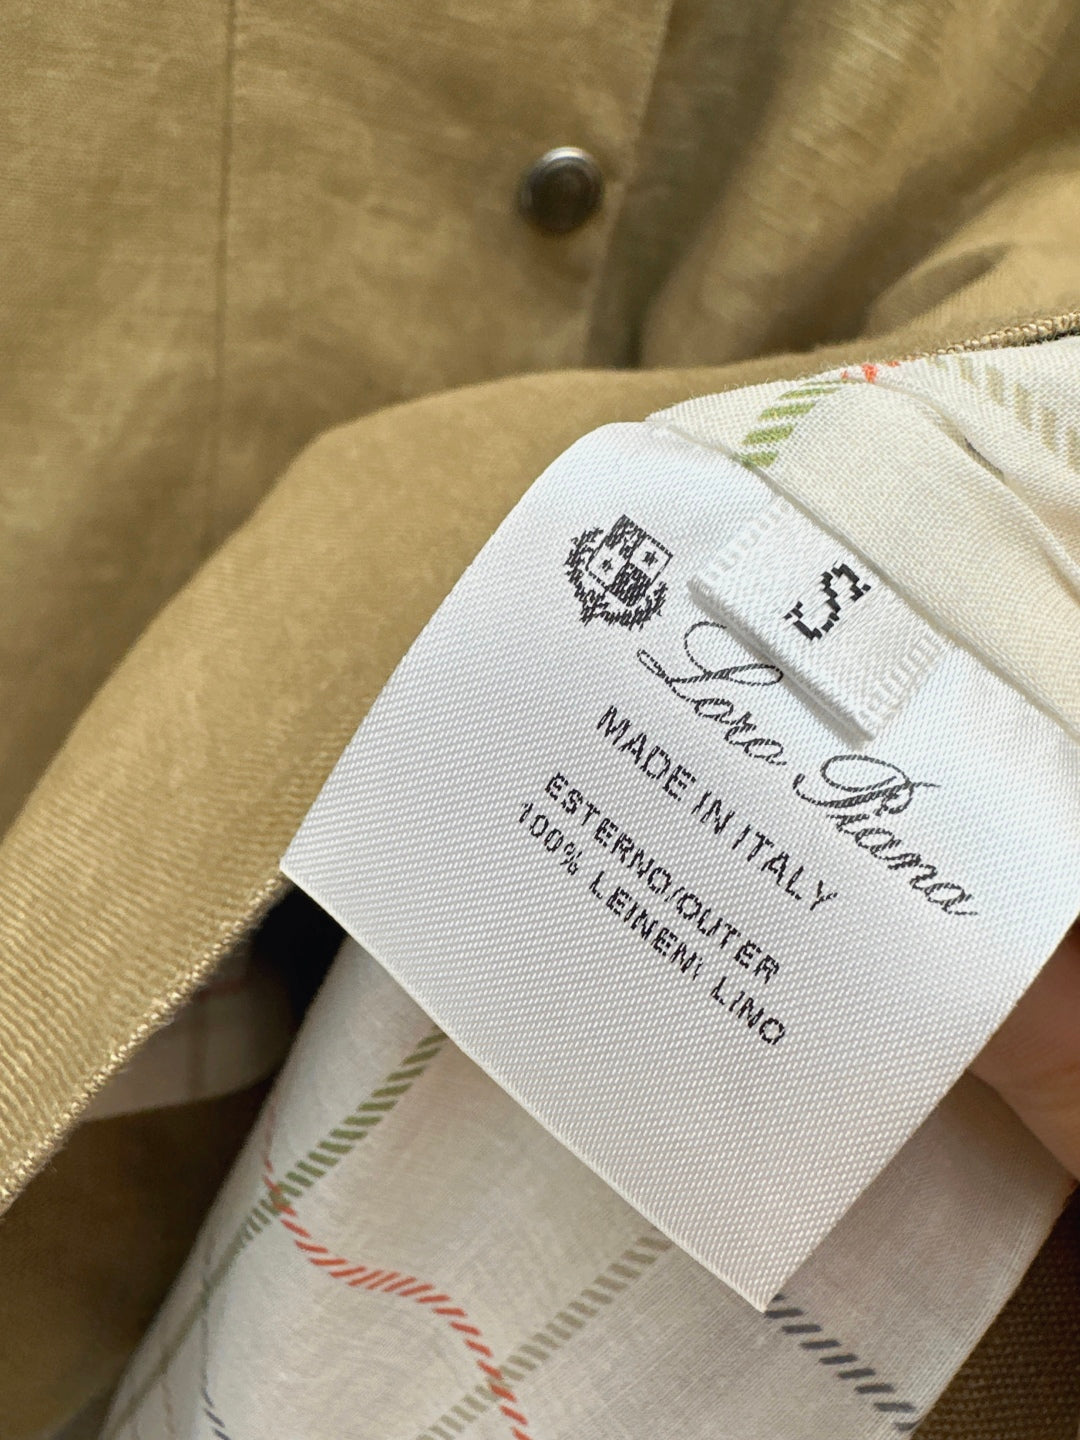 S
Loro Piana
MADE IN ITALY
ESTERNO/OUTER
100% LEINEN\ LINO